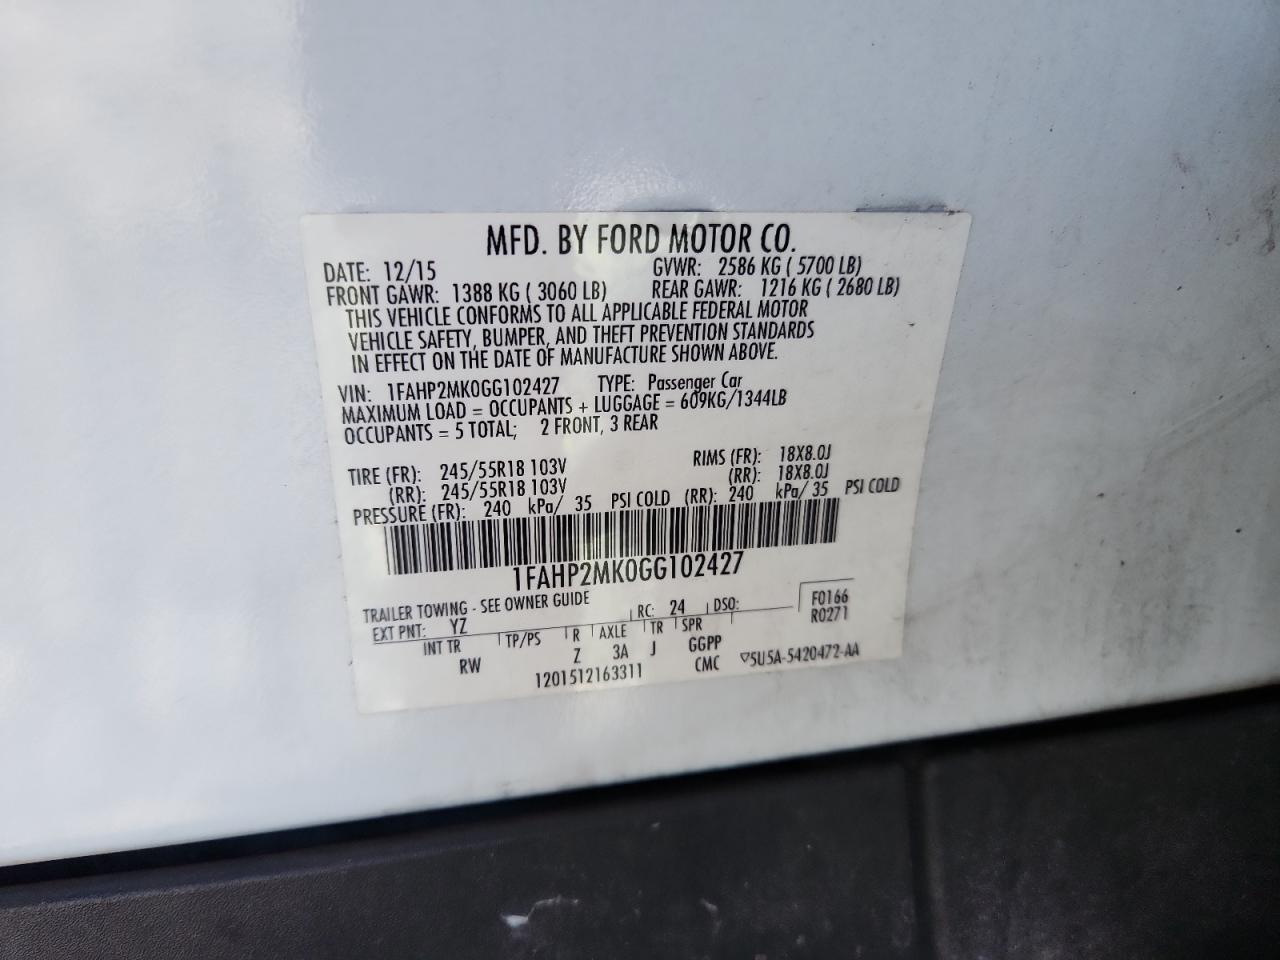 MFD. BY FORD MOTOR CO.
DATE: 12/15 GVWR: 2586 KG ( 5700 LB)
FRONT GAWR: 1388 KG ( 3060 LB) REAR GAWR: 1216 KG ( 2680 LB)
THIS VEHICLE CONFORMS TO ALL APPLICABLE FEDERAL MOTOR
VEHICLE SAFETY, BUMPER, AND THEFT PREVENTION STANDARDS
IN EFFECT ON THE DATE OF MANUFACTURE SHOWN ABOVE.
VIN: 1FAHP2MK0GG102427 TYPE: Passenger Car
MAXIMUM LOAD = OCCUPANTS + LUGGAGE = 609KG/1344LB
OCCUPANTS = 5 TOTAL; 2 FRONT, 3 REAR
TIRE (FR): 245/55R18 103V RIMS (FR): 18X8.0J
(RR): 245/55R18 103V (RR): 18X8.0J
PRESSURE (FR): 240 kPa/ 35 PSI COLD (RR): 240 kPa/ 35 PSI COLD
1FAHP2MK0GG102427
TRAILER TOWING - SEE OWNER GUIDE
EXT PNT: YZ RC: 24 DSO: F0166
R0271
INT TR TP/PS R AXLE TR SPR
RW Z 3A J GGPP
1201512163311 CMC ▽5U5A-5420472-AA